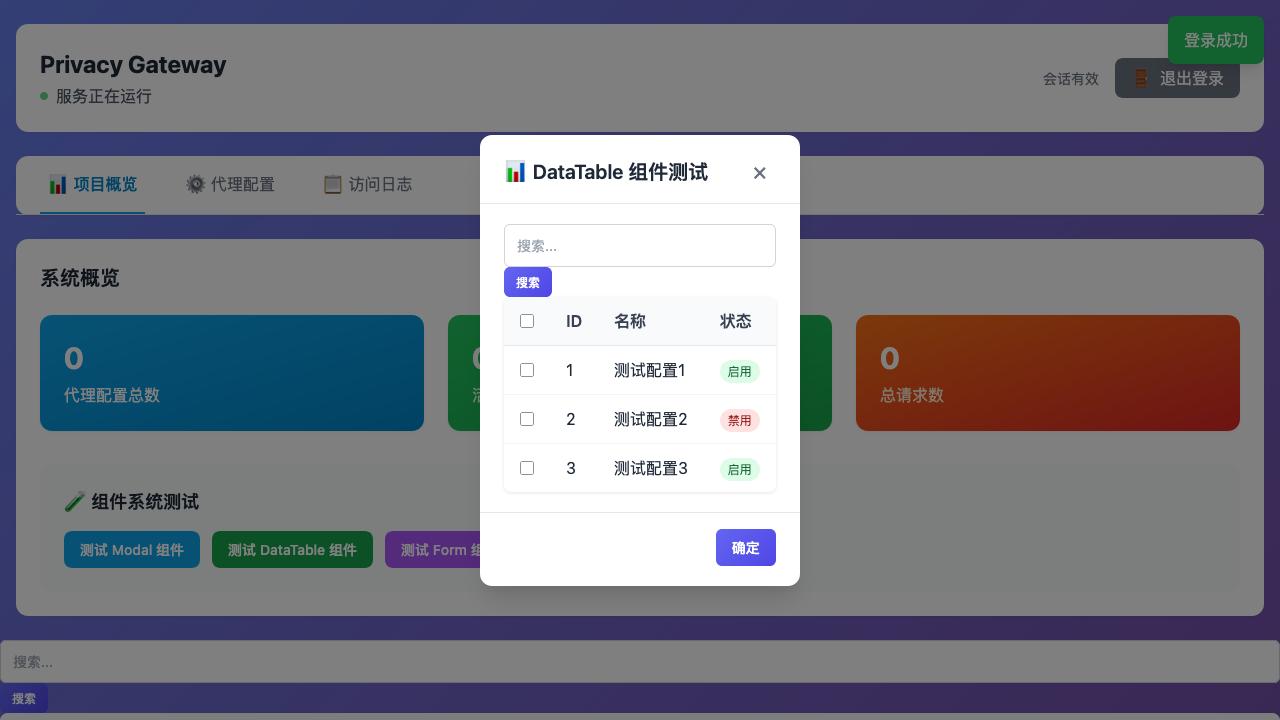 登录成功
Privacy Gateway
服务正在运行
会话有效
退出登录
项目概览
代理配置
访问日志
系统概览
0
代理配置总数
0
总请求数
组件系统测试
测试 Modal 组件
测试 DataTable 组件
测试 Form
DataTable 组件测试
×
搜索...
搜索
ID 名称 状态
1 测试配置1 启用
2 测试配置2 禁用
3 测试配置3 启用
确定
搜索...
搜索